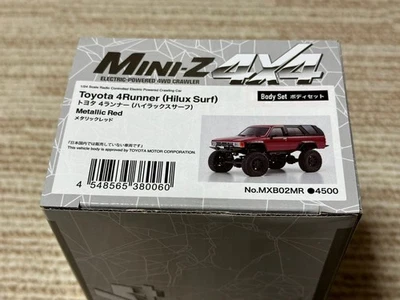 MINI-Z 4X4
ELECTRIC-POWERED 4WD CRAWLER
1/24 Scale Radio Controlled Electric Powered Crawling Car
Toyota 4Runner (Hilux Surf)
Body Set ボディセット
トヨタ 4ランナー (ハイラックスサーフ)
Metallic Red
メタリックレッド
「日本国内では販売していない車両です」
This vehicle body is approved by TOYOTA MOTOR CORPORATION.
4 548565 380060
No.MXB02MR ●4500